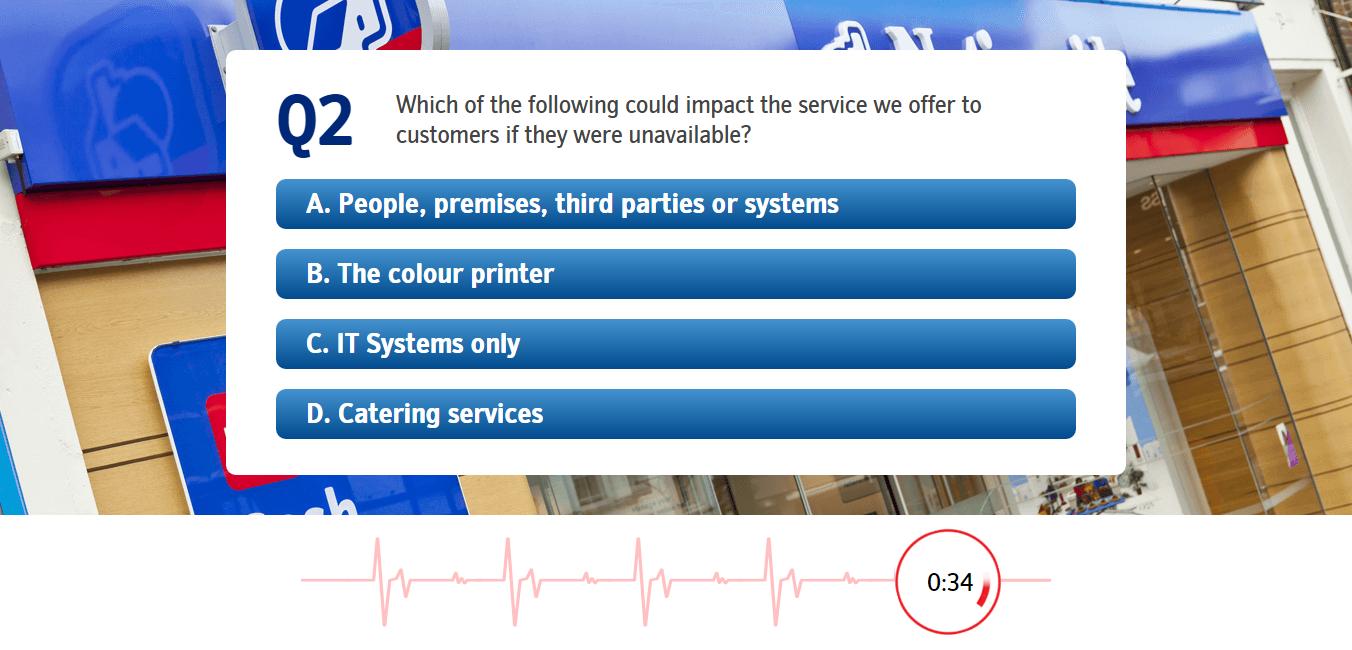 Q2
Which of the following could impact the service we offer to
customers if they were unavailable?
A. People, premises, third parties or systems
B. The colour printer
C. IT Systems only
D. Catering services
0:34